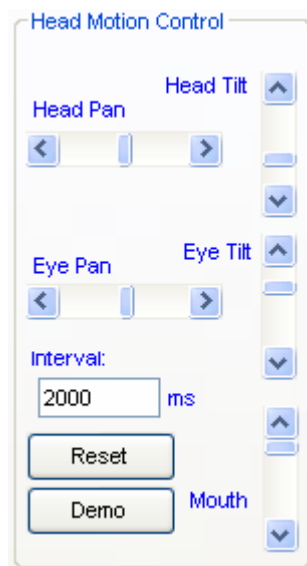 Head Motion Control
Head Tilt
Head Pan
Eye Tilt
Eye Pan
Interval:
2000 ms
Reset
Demo
Mouth